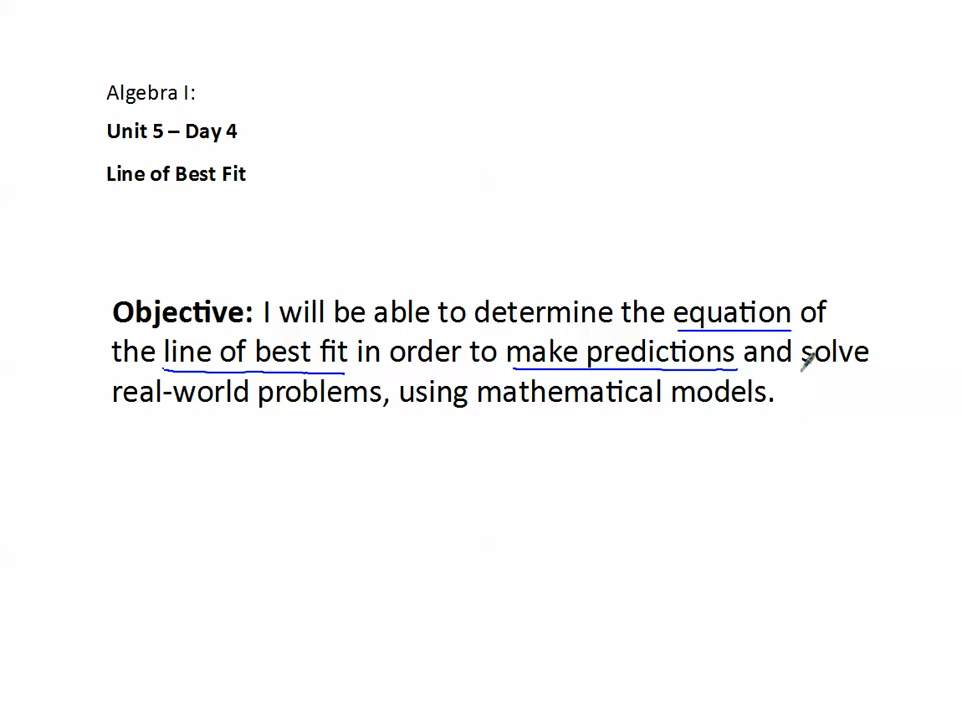 Algebra I:
Unit 5 – Day 4
Line of Best Fit
Objective: I will be able to determine the equation of
the line of best fit in order to make predictions and solve
real-world problems, using mathematical models.